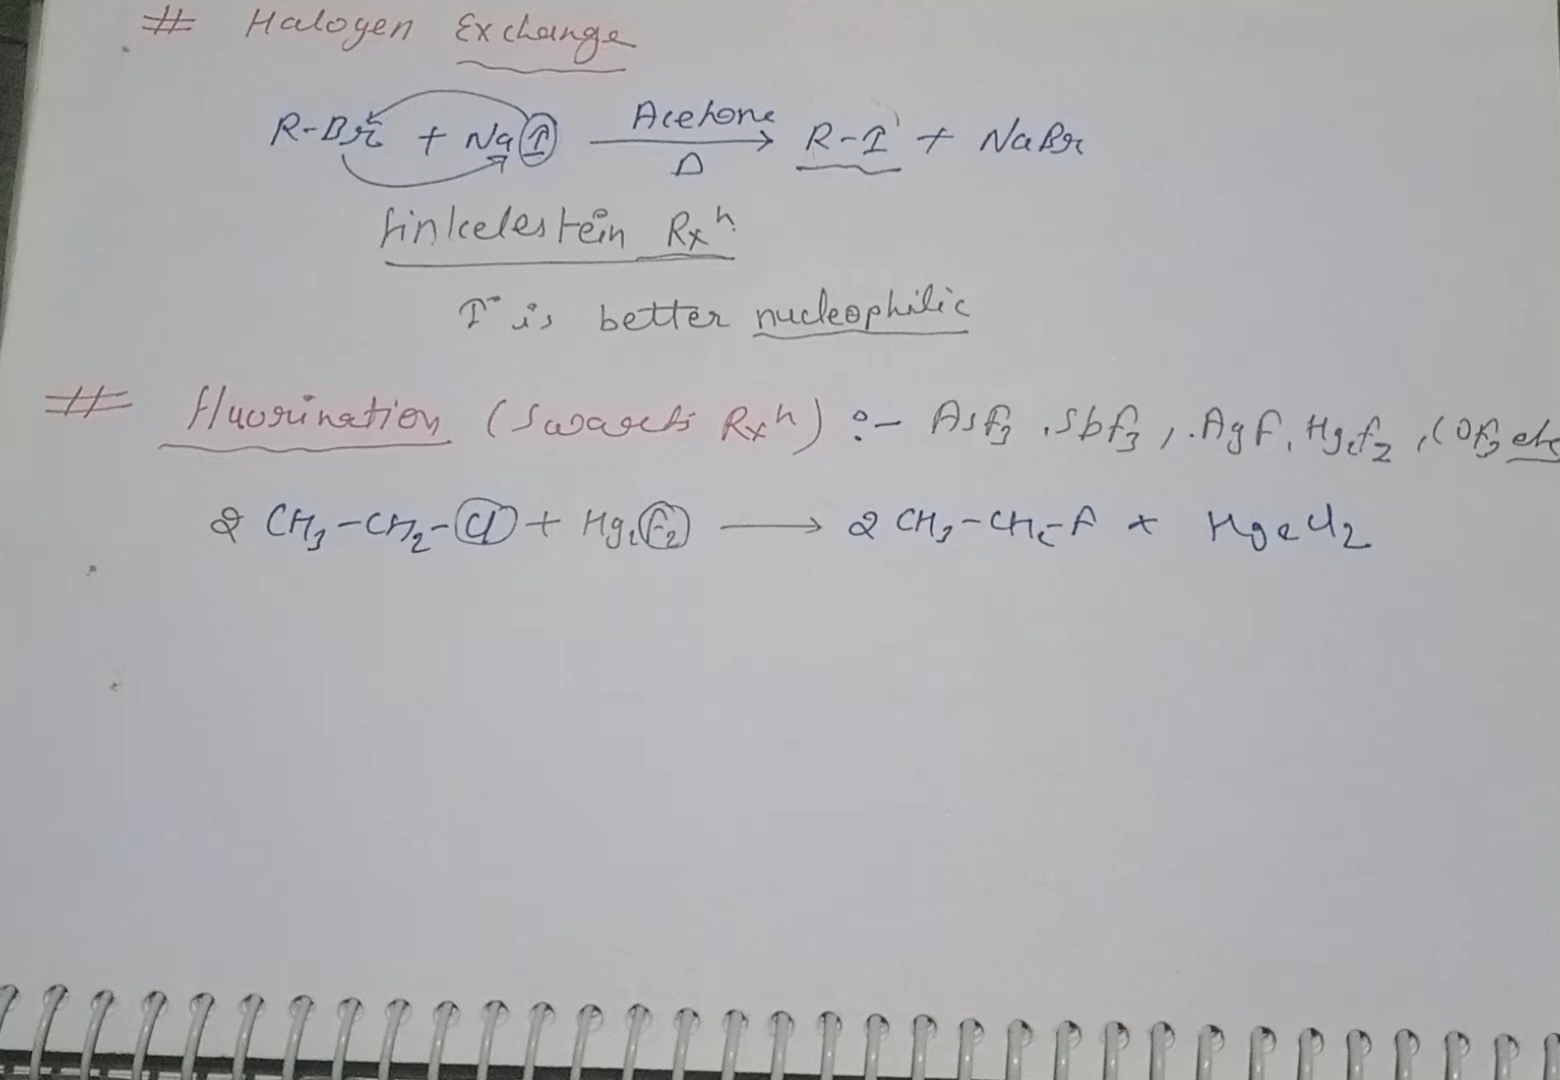 # Halogen Exchange
R-Br + NaI Acetone → Δ R-I + NaBr
Finkelestein Rxⁿ
I⁻ is better nucleophilic
# Fluorination (Swarts Rxⁿ) :- AsF₃, SbF₃, AgF, Hg₂F₂, COF₃ etc
2 CH₃-CH₂-Cl + Hg₂F₂ → 2 CH₃-CH₂-F + Hg₂Cl₂